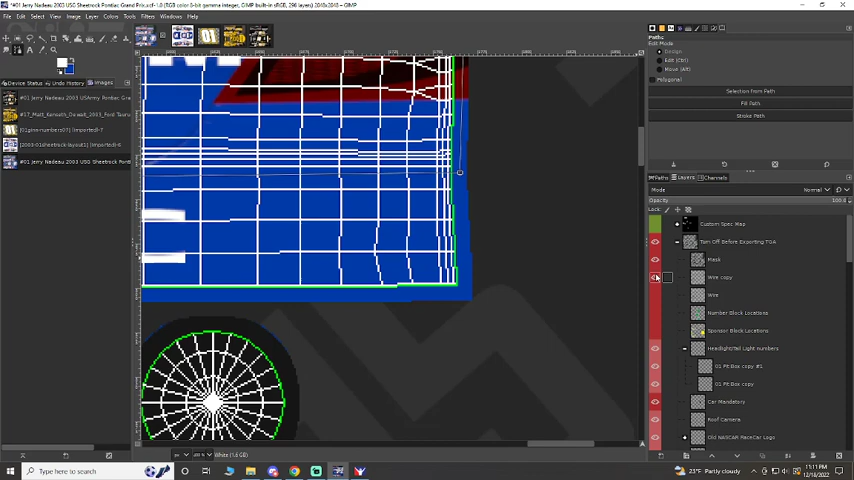 *#01 Jerry Nadeau 2003 USG Sheetrock Pontiac Grand Prix.xcf-1.0 (RGB color 8-bit gamma integer, GIMP built-in sRGB, 296 layers) 2048x2048 – GIMP
File Edit Select View Image Layer Colors Tools Filters Windows Help
Device Status Undo History Images
#01 Jerry Nadeau 2003 USArmy Pontiac Gra
#17_Matt_Kenseth_Dewalt_2003_Ford Tauru
[01gino-numbers07] (imported)-7
[2003-01sheetrock-layout1] (imported)-6
#01 Jerry Nadeau 2003 USG Sheetrock Pont
Paths
Edit Mode
Design
Edit (Ctrl)
Move (Alt)
Polygonal
Selection from Path
Fill Path
Stroke Path
Paths Layers Channels
Mode Normal
Opacity 100.0
Lock:
Custom Spec Map
Turn Off Before Exporting TGA
Mask
Wire copy
Wire
Number Block Locations
Sponsor Block Locations
Headlight/Tail Light numbers
01 Pit Box copy #1
01 Pit Box copy
Car Mandatory
Roof Camera
Old NASCAR RaceCar Logo
px White (1.6 GB)
Type here to search
23°F Partly cloudy
11:11 PM
12/18/2022